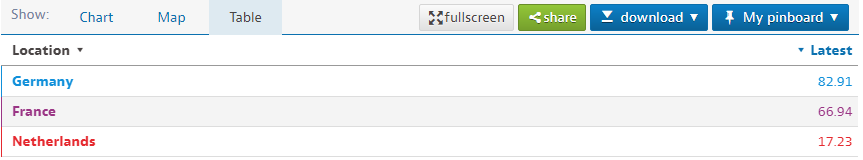 Show: Chart Map Table fullscreen share download ▼ My pinboard ▼
Location ▼ ▼ Latest
Germany 82.91
France 66.94
Netherlands 17.23